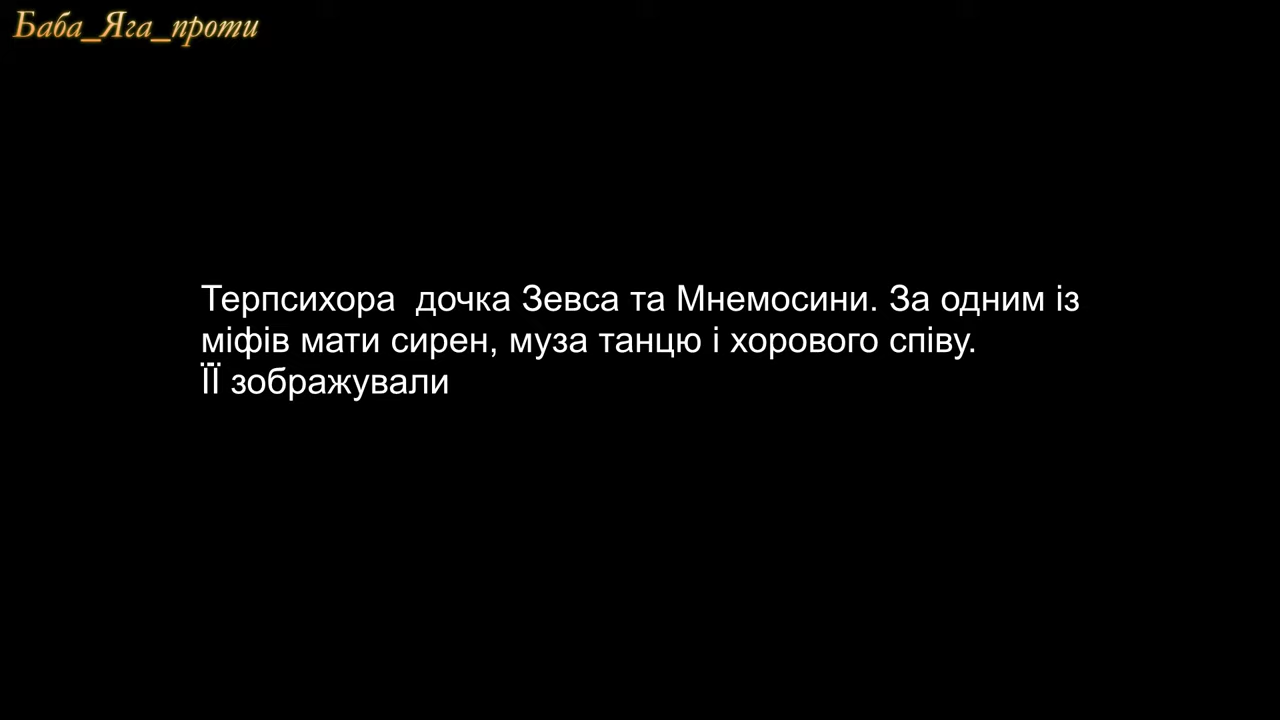 Баба_Яга_проти
Терпсихора  дочка Зевса та Мнемосини. За одним із
міфів мати сирен, муза танцю і хорового співу.
ЇЇ зображували